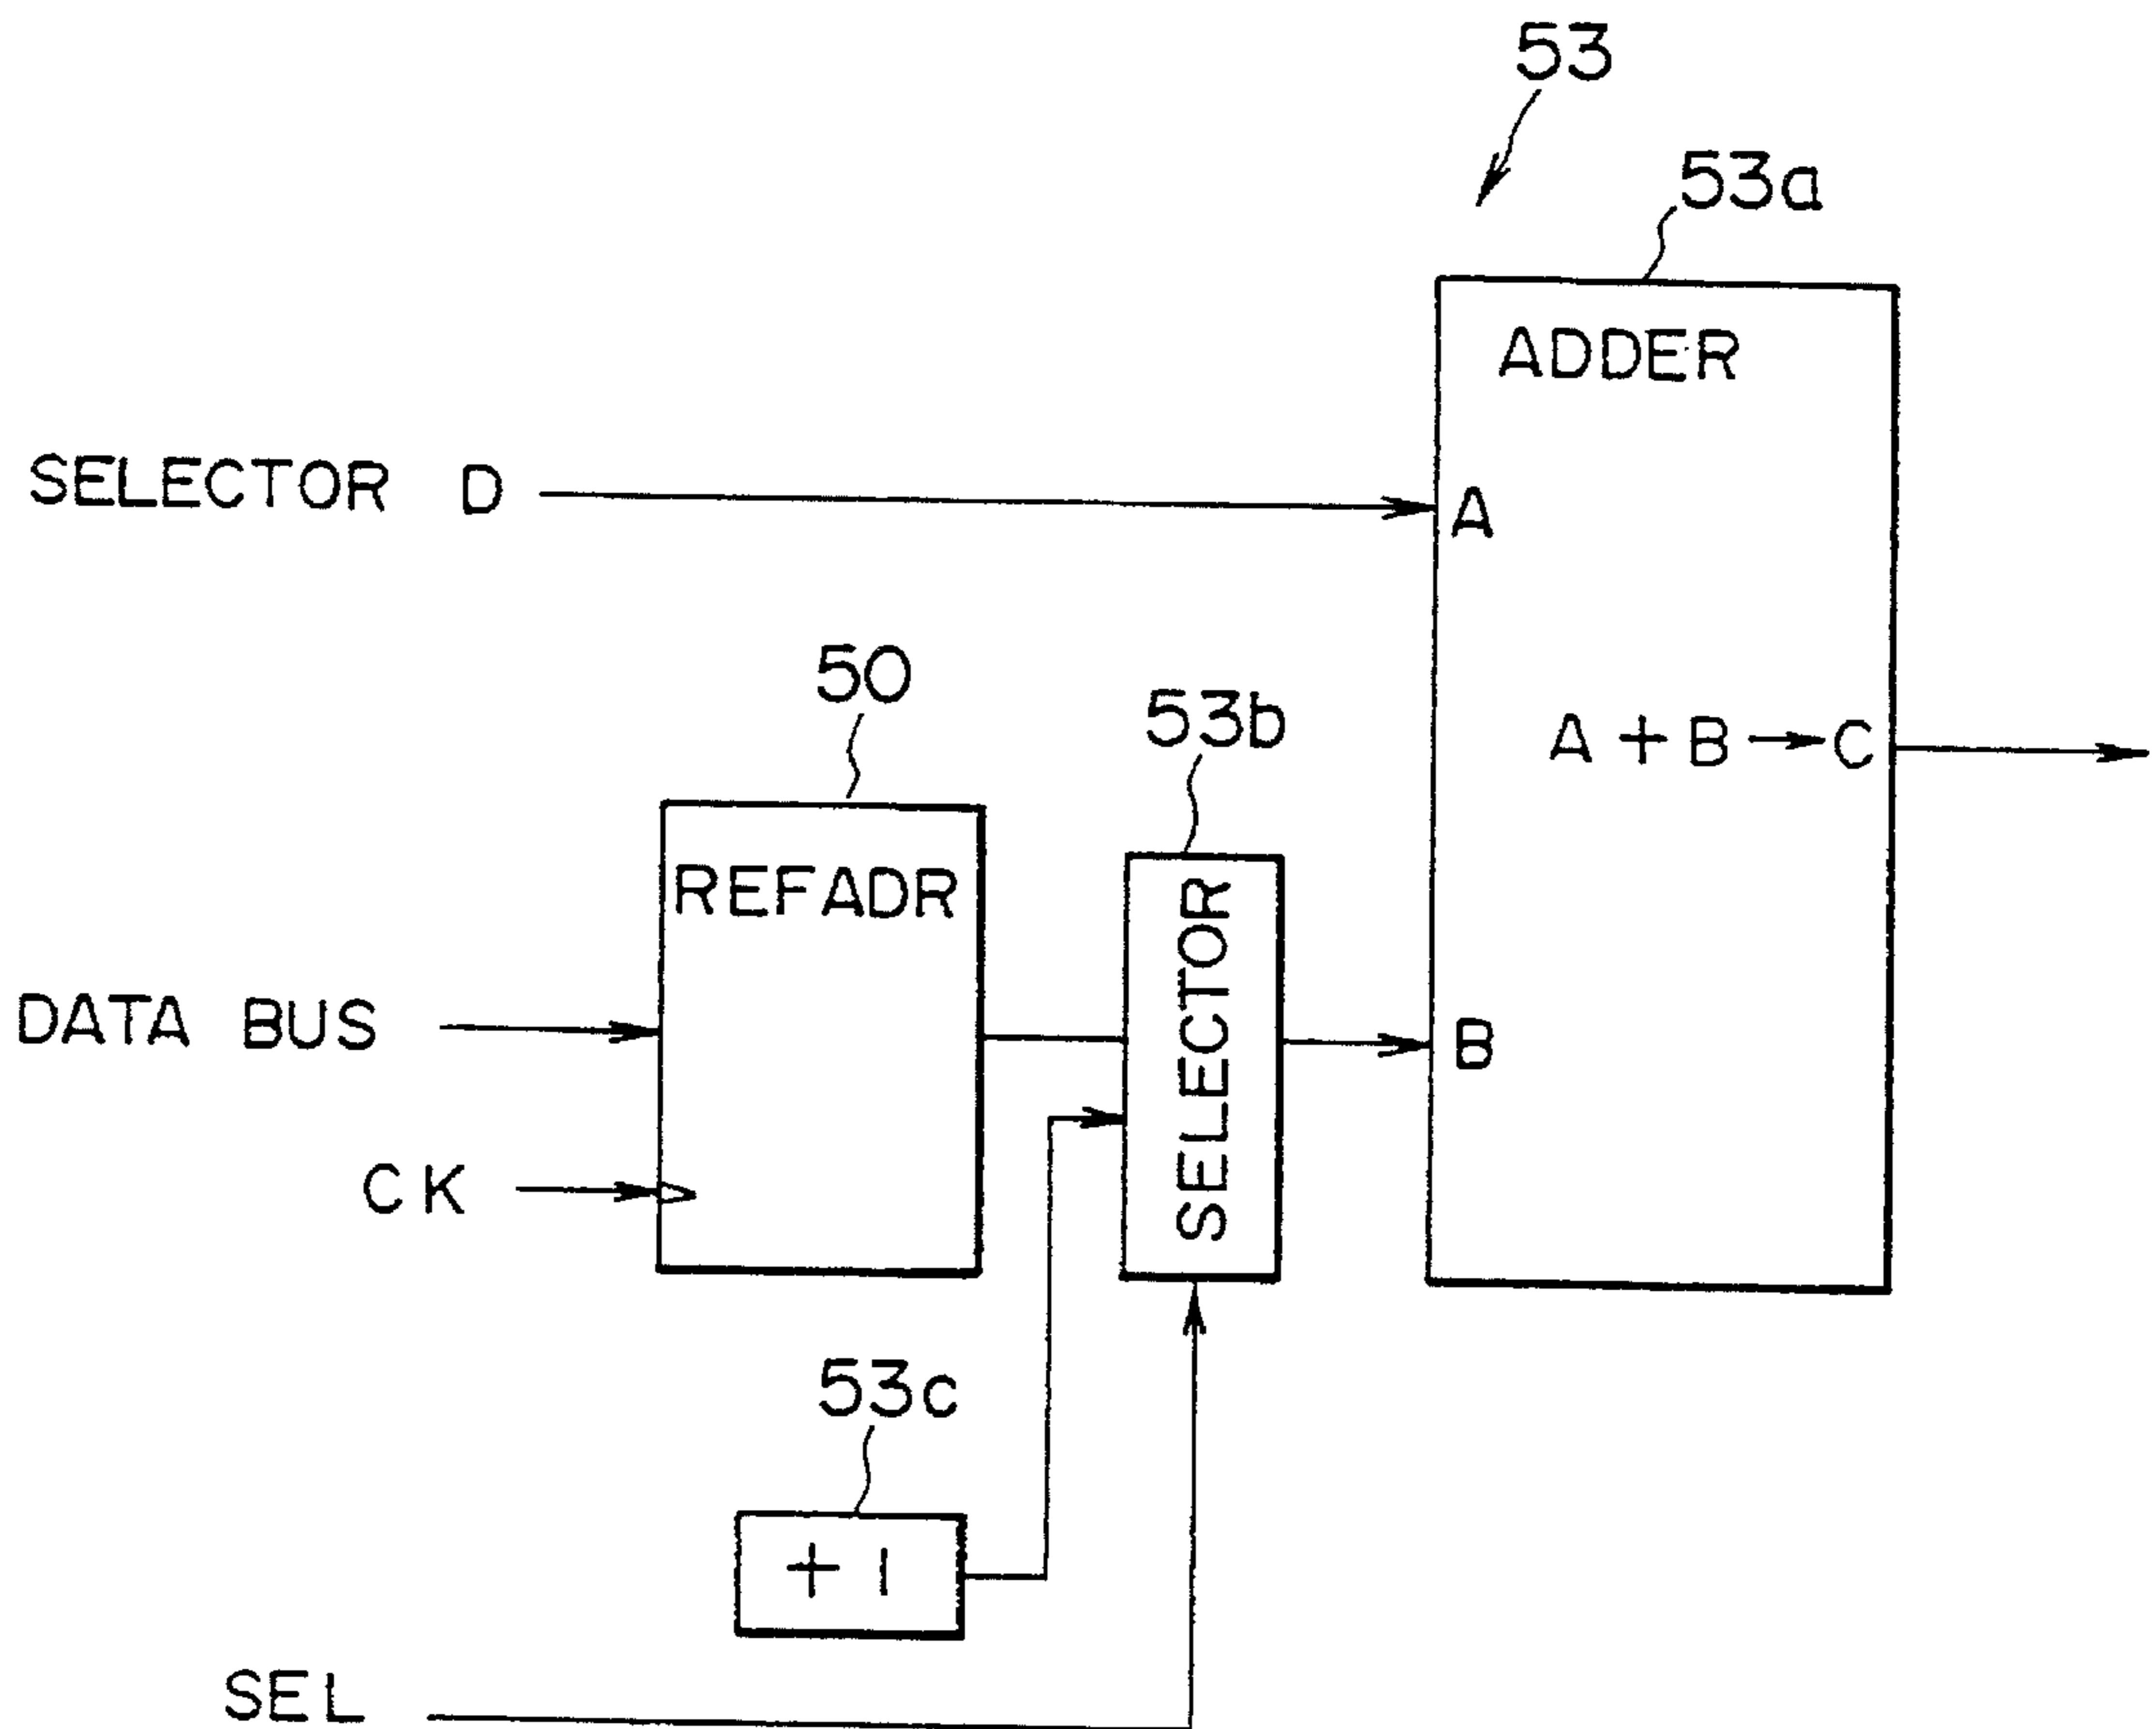 53
53a
ADDER
SELECTOR D
A
50
53b
A + B → C
REFADR
SELECTOR
DATA BUS
B
CK
53c
+1
SEL